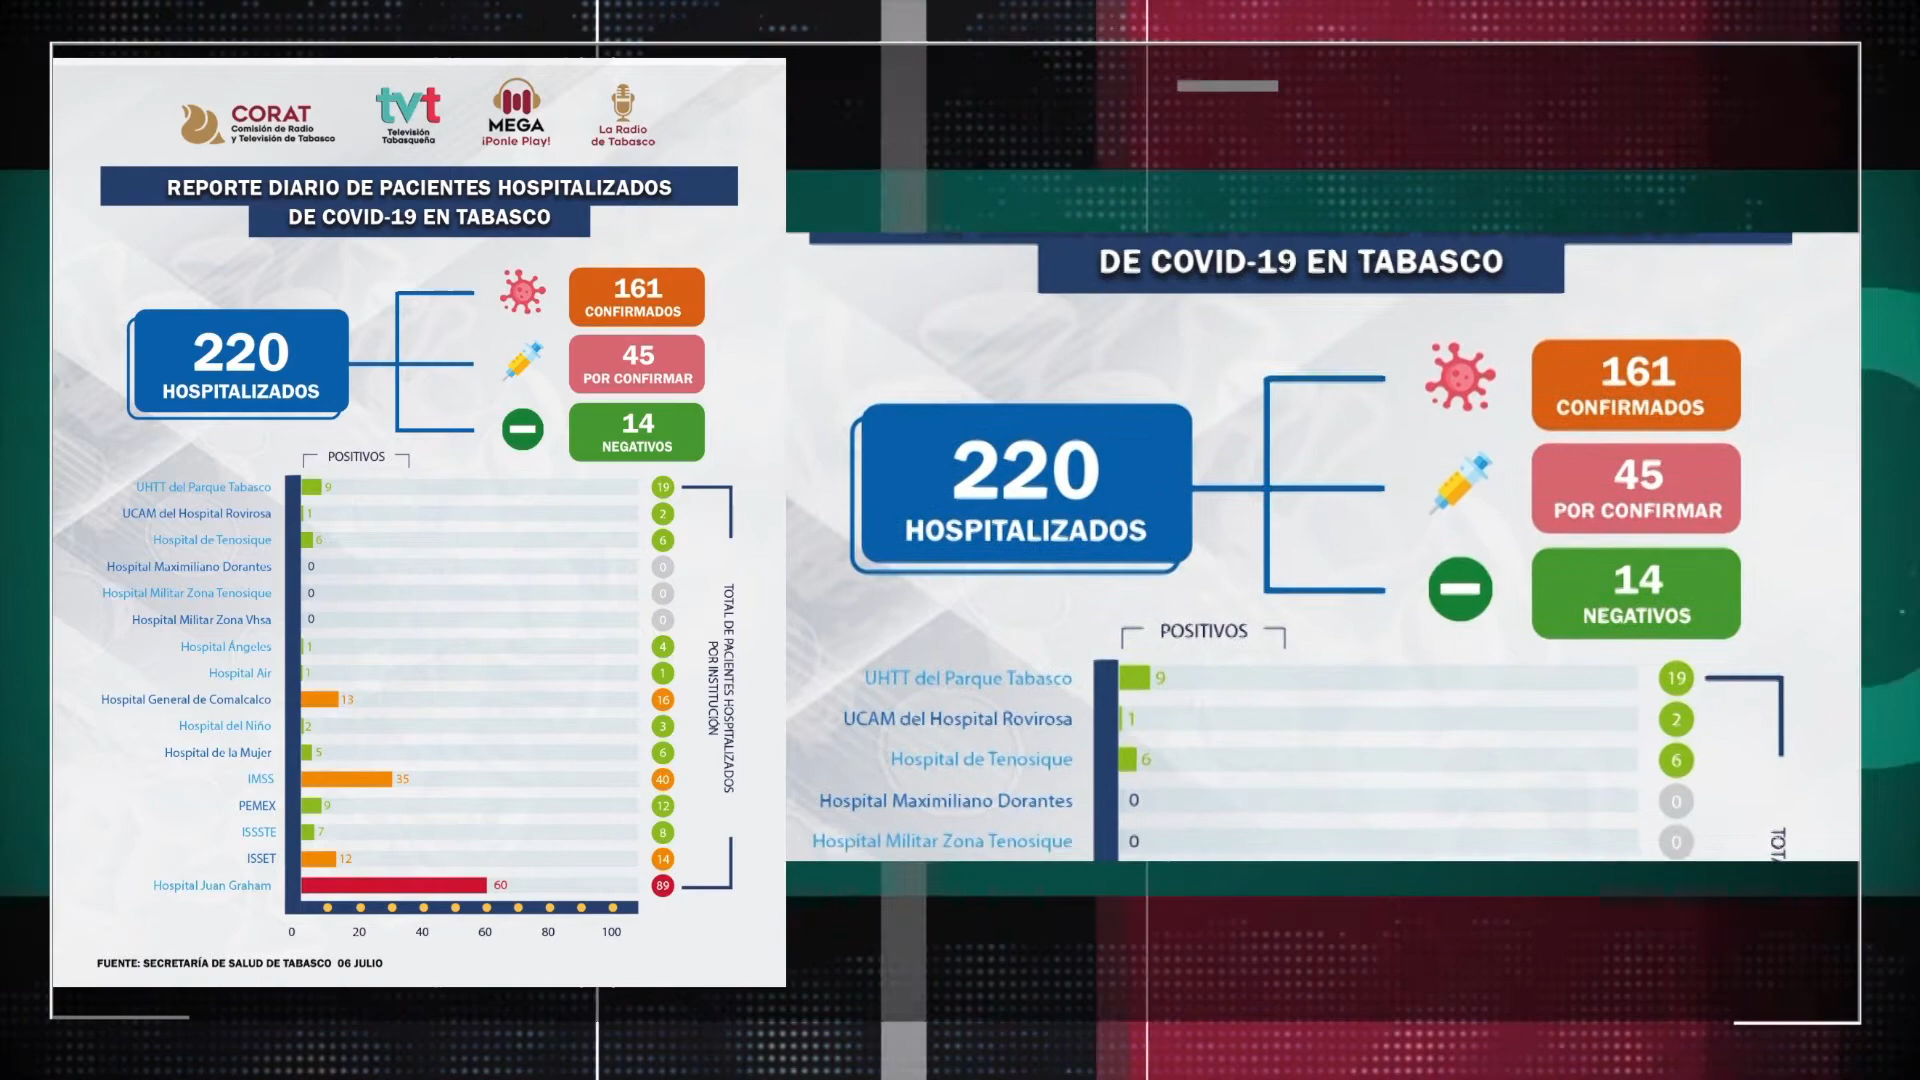 CORAT
Comisión de Radio
y Televisión de Tabasco
tvt
Televisión
Tabasqueña
MEGA
¡Ponle Play!
La Radio
de Tabasco
REPORTE DIARIO DE PACIENTES HOSPITALIZADOS
DE COVID-19 EN TABASCO
220
HOSPITALIZADOS
161
CONFIRMADOS
45
POR CONFIRMAR
14
NEGATIVOS
POSITIVOS
UHTT del Parque Tabasco 9 19
UCAM del Hospital Rovirosa 1 2
Hospital de Tenosique 6 6
Hospital Maximiliano Dorantes 0 0
Hospital Militar Zona Tenosique 0 0
Hospital Militar Zona Vhsa 0 0
Hospital Ángeles 1 4
Hospital Air 1 1
Hospital General de Comalcalco 13 16
Hospital del Niño 2 3
Hospital de la Mujer 5 6
IMSS 35 40
PEMEX 9 12
ISSSTE 7 8
ISSET 12 14
Hospital Juan Graham 60 89
TOTAL DE PACIENTES HOSPITALIZADOS
POR INSTITUCIÓN
0 20 40 60 80 100
FUENTE: SECRETARÍA DE SALUD DE TABASCO 06 JULIO
DE COVID-19 EN TABASCO
220
HOSPITALIZADOS
161
CONFIRMADOS
45
POR CONFIRMAR
14
NEGATIVOS
POSITIVOS
UHTT del Parque Tabasco 9 19
UCAM del Hospital Rovirosa 1 2
Hospital de Tenosique 6 6
Hospital Maximiliano Dorantes 0 0
Hospital Militar Zona Tenosique 0 0